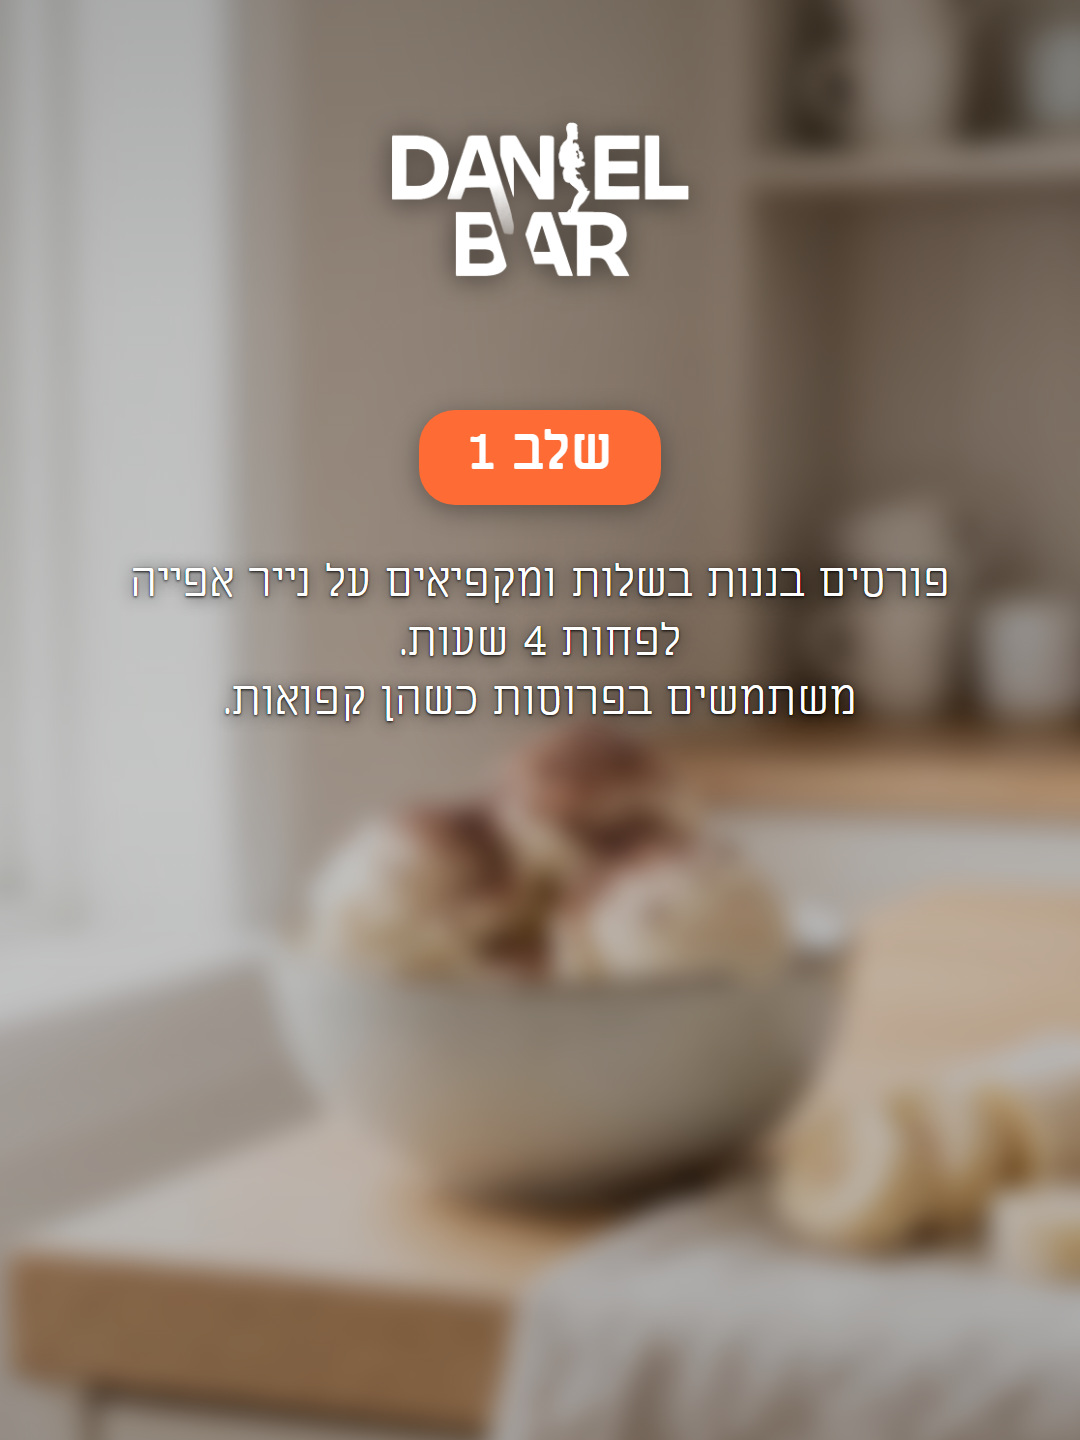 DANIEL
BAR
שלב 1
פורסים בננות בשלות ומקפיאים על נייר אפייה
לפחות 4 שעות.
משתמשים בפרוסות כשהן קפואות.